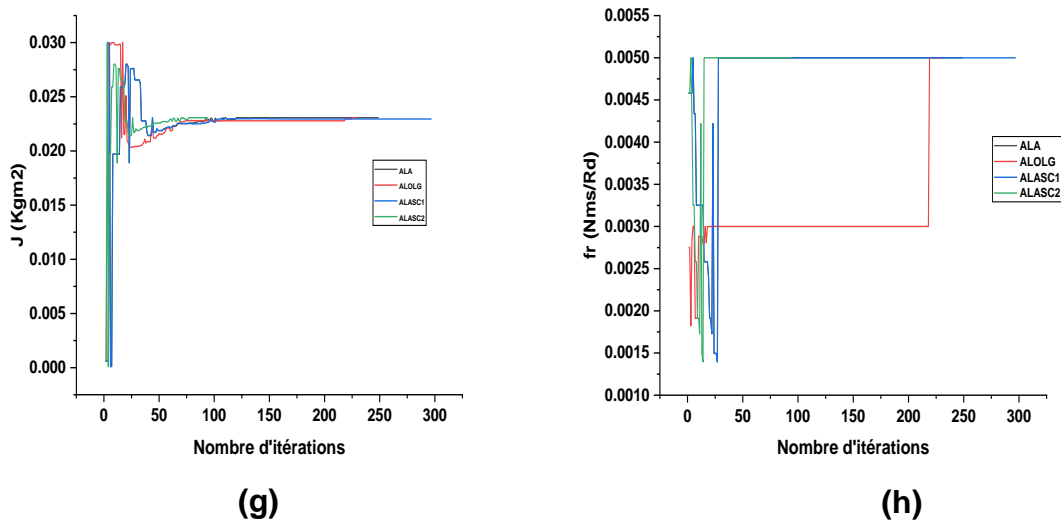 0.030
0.025
0.020
0.015
0.010
0.005
0.000
J (Kgm2)
ALA
ALOLG
ALASC1
ALASC2
0 50 100 150 200 250 300
Nombre d'itérations
(g)
0.0055
0.0050
0.0045
0.0040
0.0035
0.0030
0.0025
0.0020
0.0015
0.0010
fr (Nms/Rd)
ALA
ALOLG
ALASC1
ALASC2
0 50 100 150 200 250 300
Nombre d'itérations
(h)